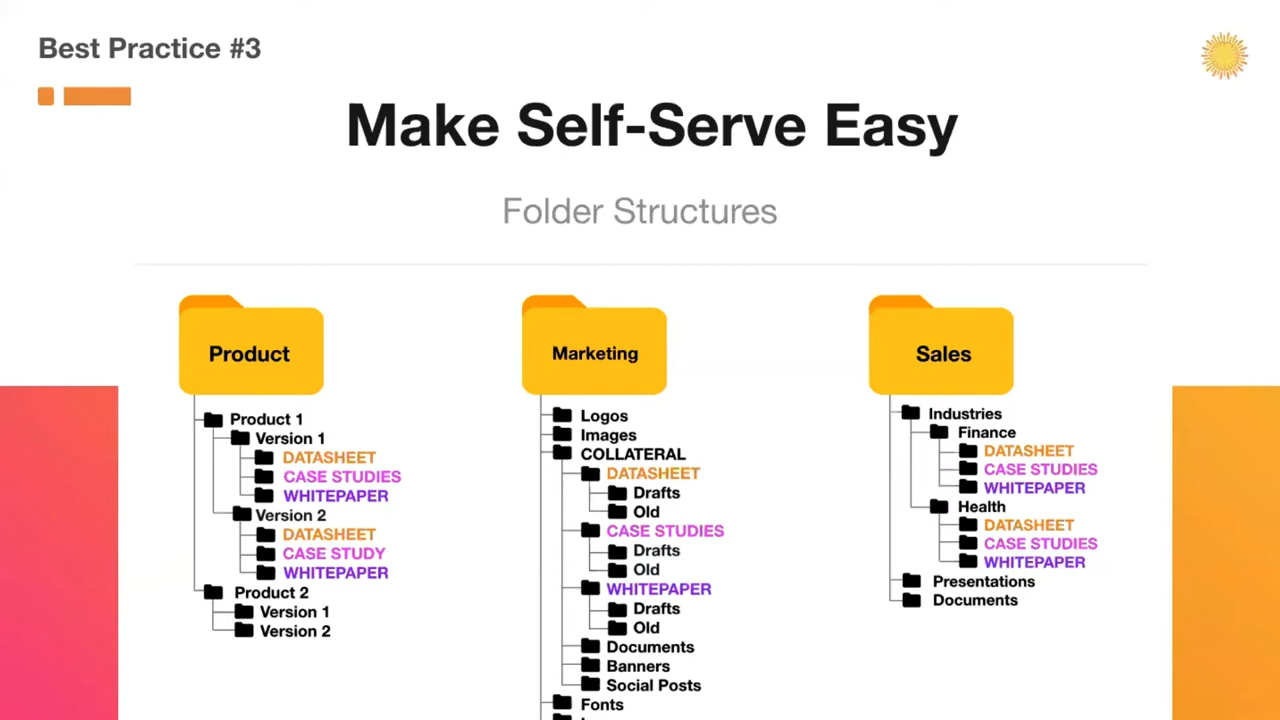 Best Practice #3
Make Self-Serve Easy
Folder Structures
Product
Product 1
Version 1
DATASHEET
CASE STUDIES
WHITEPAPER
Version 2
DATASHEET
CASE STUDY
WHITEPAPER
Product 2
Version 1
Version 2
Marketing
Logos
Images
COLLATERAL
DATASHEET
Drafts
Old
CASE STUDIES
Drafts
Old
WHITEPAPER
Drafts
Old
Documents
Banners
Social Posts
Fonts
Sales
Industries
Finance
DATASHEET
CASE STUDIES
WHITEPAPER
Health
DATASHEET
CASE STUDIES
WHITEPAPER
Presentations
Documents